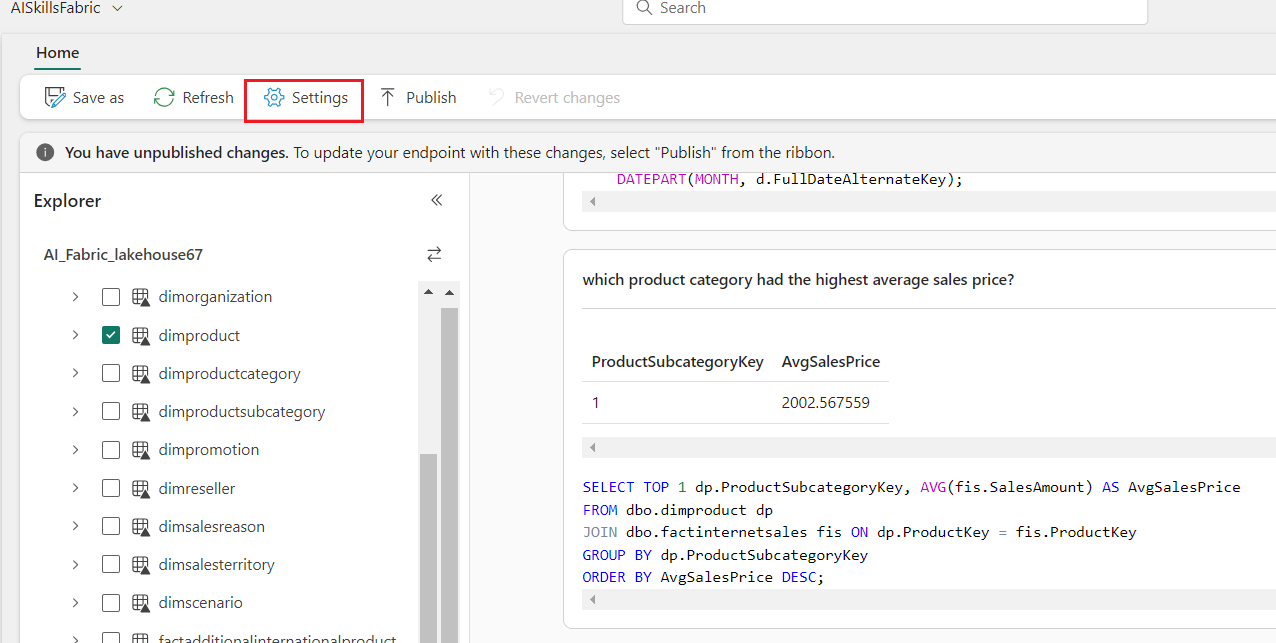 AISkillsFabric
Search
Home
Save as
Refresh
Settings
Publish
Revert changes
You have unpublished changes. To update your endpoint with these changes, select "Publish" from the ribbon.
Explorer
AI_Fabric_lakehouse67
dimorganization
dimproduct
dimproductcategory
dimproductsubcategory
dimpromotion
dimreseller
dimsalesreason
dimsalesterritory
dimscenario
factadditionalinternationalproduct
DATEPART(MONTH, d.FullDateAlternateKey);
which product category had the highest average sales price?
ProductSubcategoryKey AvgSalesPrice
1 2002.567559
SELECT TOP 1 dp.ProductSubcategoryKey, AVG(fis.SalesAmount) AS AvgSalesPrice
FROM dbo.dimproduct dp
JOIN dbo.factinternetsales fis ON dp.ProductKey = fis.ProductKey
GROUP BY dp.ProductSubcategoryKey
ORDER BY AvgSalesPrice DESC;